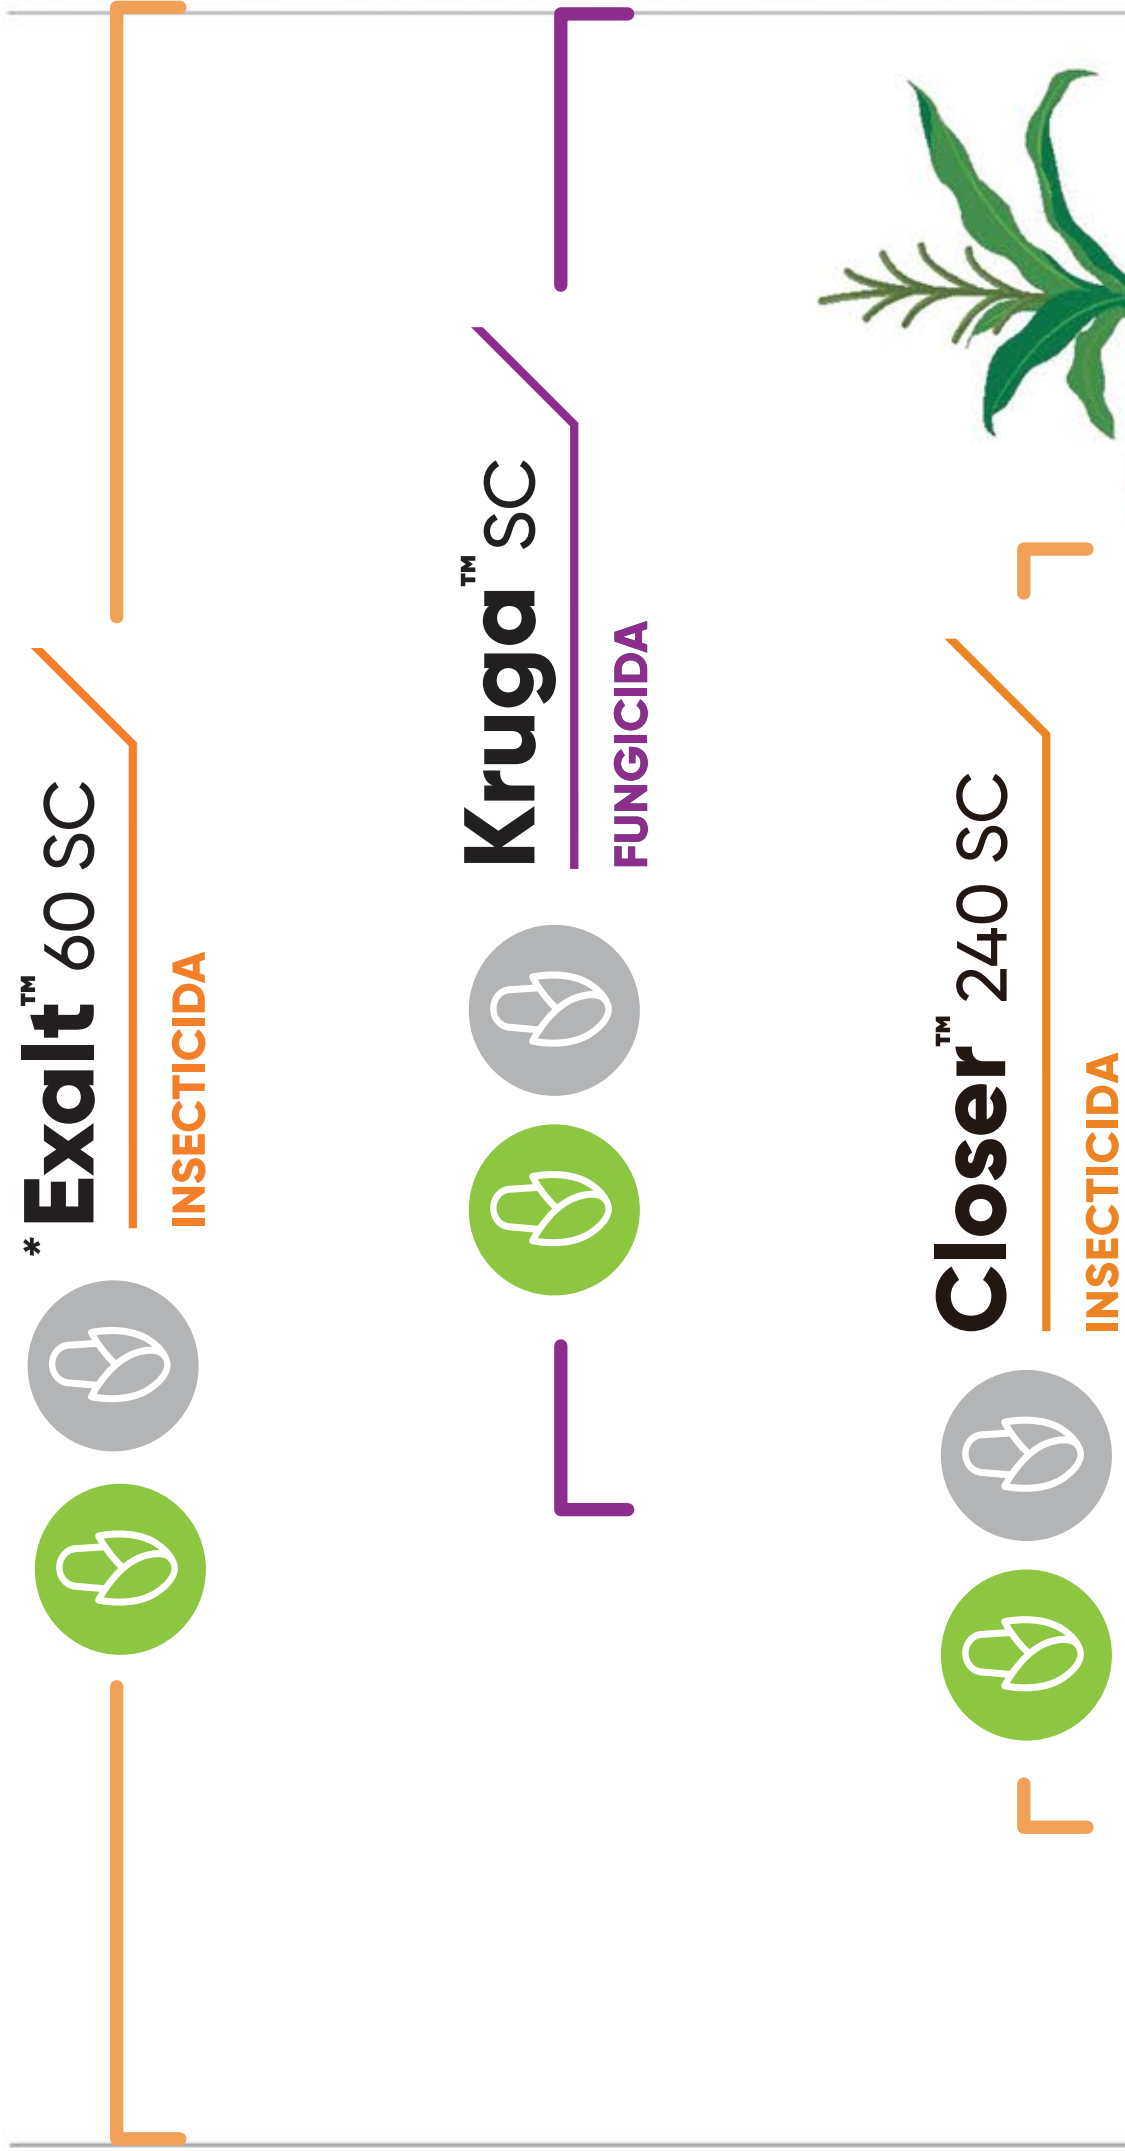 * Exalt™ 60 SC
INSECTICIDA
Kruga™ SC
FUNGICIDA
Closer™ 240 SC
INSECTICIDA